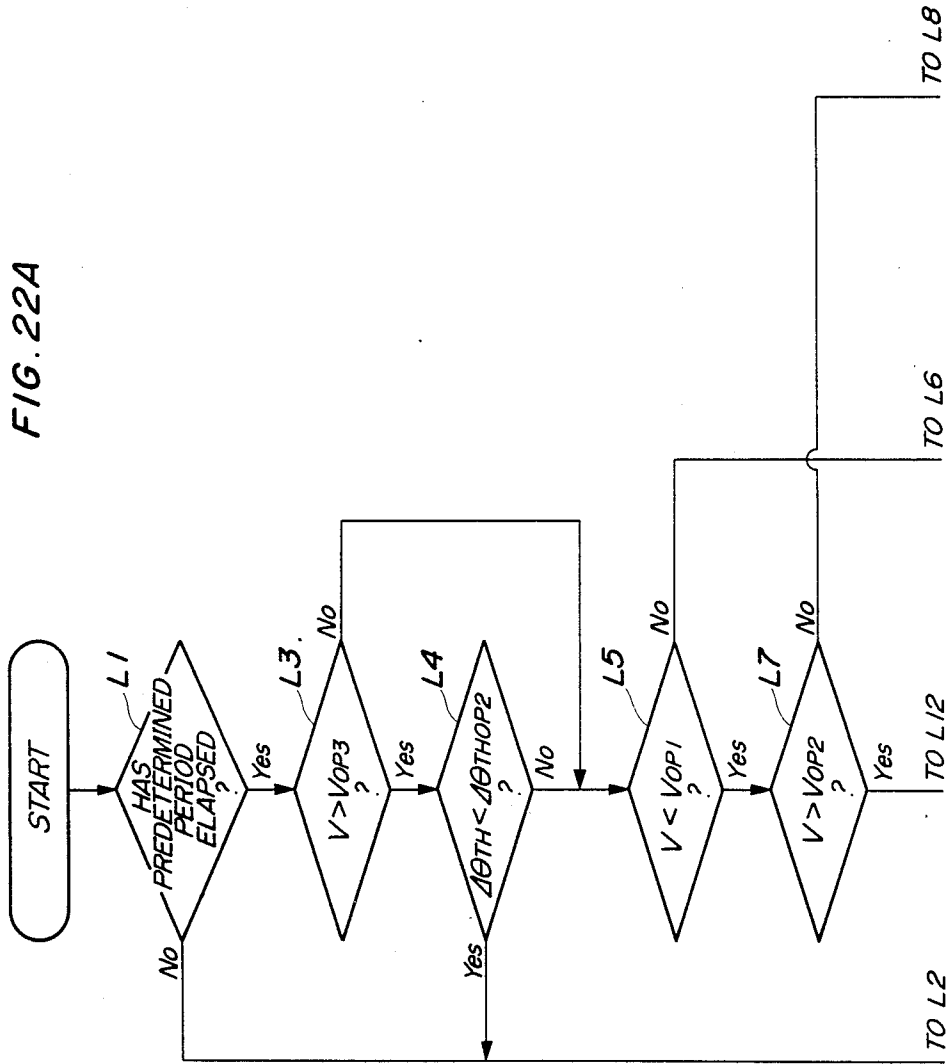 FIG. 22A
START
L1
HAS
PREDETERMINED
PERIOD
ELAPSED
?
No
Yes
L3.
V > VOP3
?
No
Yes
L4
ΔθTH < ΔθTHOP2
?
Yes
No
L5
V < VOP1
?
No
Yes
L7
V > VOP2
?
No
Yes
TO L2
TO L12
TO L6
TO L8